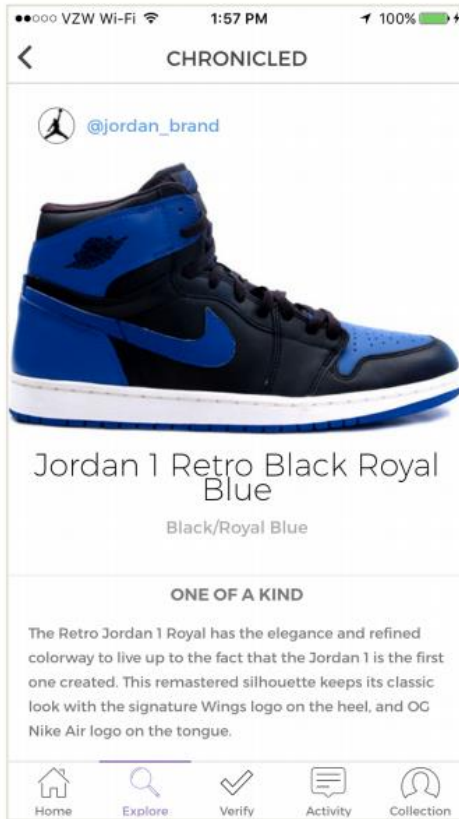 VZW Wi-Fi 1:57 PM 100%
CHRONICLED
@jordan_brand
Jordan 1 Retro Black Royal
Blue
Black/Royal Blue
ONE OF A KIND
The Retro Jordan 1 Royal has the elegance and refined
colorway to live up to the fact that the Jordan 1 is the first
one created. This remastered silhouette keeps its classic
look with the signature Wings logo on the heel, and OG
Nike Air logo on the tongue.
Home Explore Verify Activity Collection